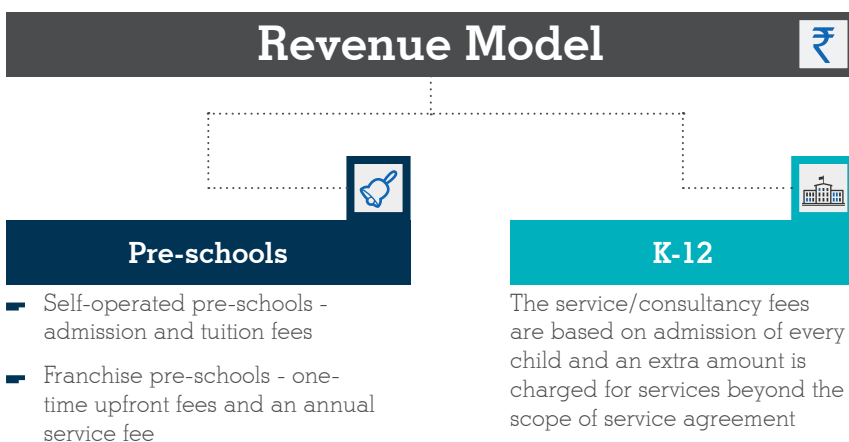 Revenue Model
₹
Pre-schools
Self-operated pre-schools -
admission and tuition fees
Franchise pre-schools - one-
time upfront fees and an annual
service fee
K-12
The service/consultancy fees
are based on admission of every
child and an extra amount is
charged for services beyond the
scope of service agreement